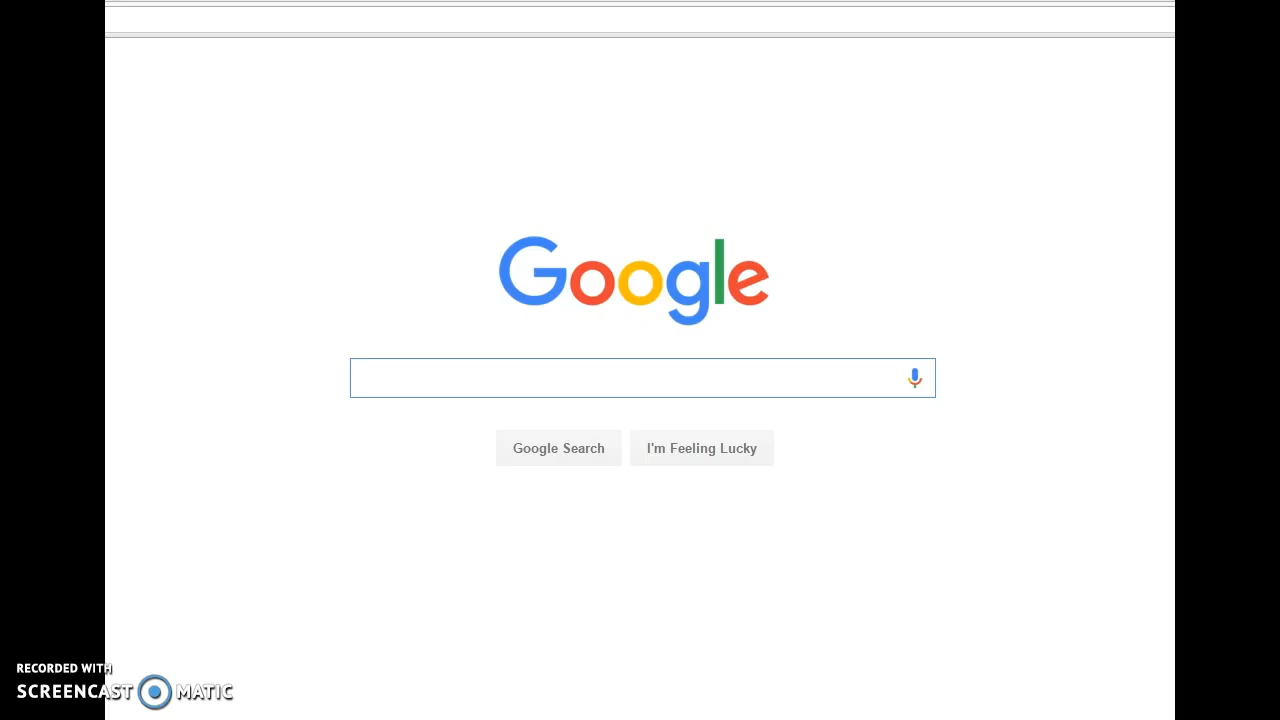 Google
Google Search
I'm Feeling Lucky
RECORDED WITH
SCREENCAST MATIC